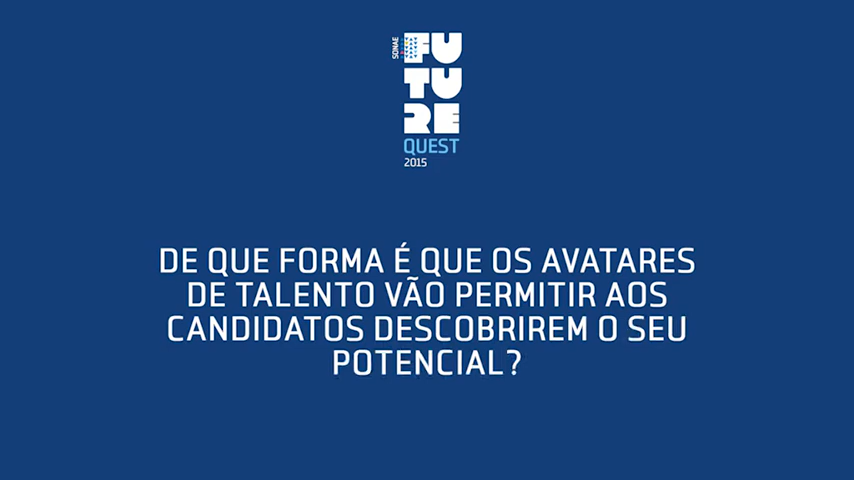 SONAE
FU
TU
RE
QUEST
2015
DE QUE FORMA É QUE OS AVATARES
DE TALENTO VÃO PERMITIR AOS
CANDIDATOS DESCOBRIREM O SEU
POTENCIAL?